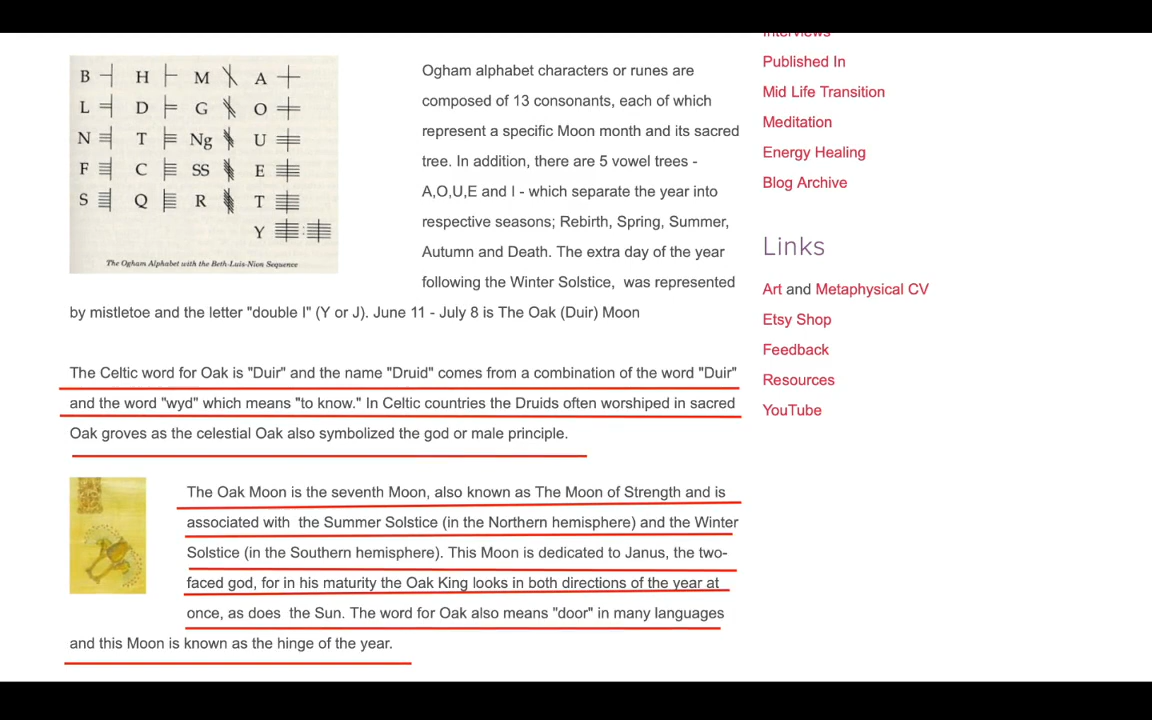 B H M A
L D G O
N T Ng U
F C SS E
S Q R T
Y
The Ogham Alphabet with the Beth-Luis-Nion Sequence
Ogham alphabet characters or runes are
composed of 13 consonants, each of which
represent a specific Moon month and its sacred
tree. In addition, there are 5 vowel trees -
A,O,U,E and I - which separate the year into
respective seasons; Rebirth, Spring, Summer,
Autumn and Death. The extra day of the year
following the Winter Solstice,  was represented
by mistletoe and the letter "double I" (Y or J). June 11 - July 8 is The Oak (Duir) Moon
The Celtic word for Oak is "Duir" and the name "Druid" comes from a combination of the word "Duir"
and the word "wyd" which means "to know." In Celtic countries the Druids often worshiped in sacred
Oak groves as the celestial Oak also symbolized the god or male principle.
The Oak Moon is the seventh Moon, also known as The Moon of Strength and is
associated with  the Summer Solstice (in the Northern hemisphere) and the Winter
Solstice (in the Southern hemisphere). This Moon is dedicated to Janus, the two-
faced god, for in his maturity the Oak King looks in both directions of the year at
once, as does  the Sun. The word for Oak also means "door" in many languages
and this Moon is known as the hinge of the year.
Interviews
Published In
Mid Life Transition
Meditation
Energy Healing
Blog Archive
Links
Art and Metaphysical CV
Etsy Shop
Feedback
Resources
YouTube